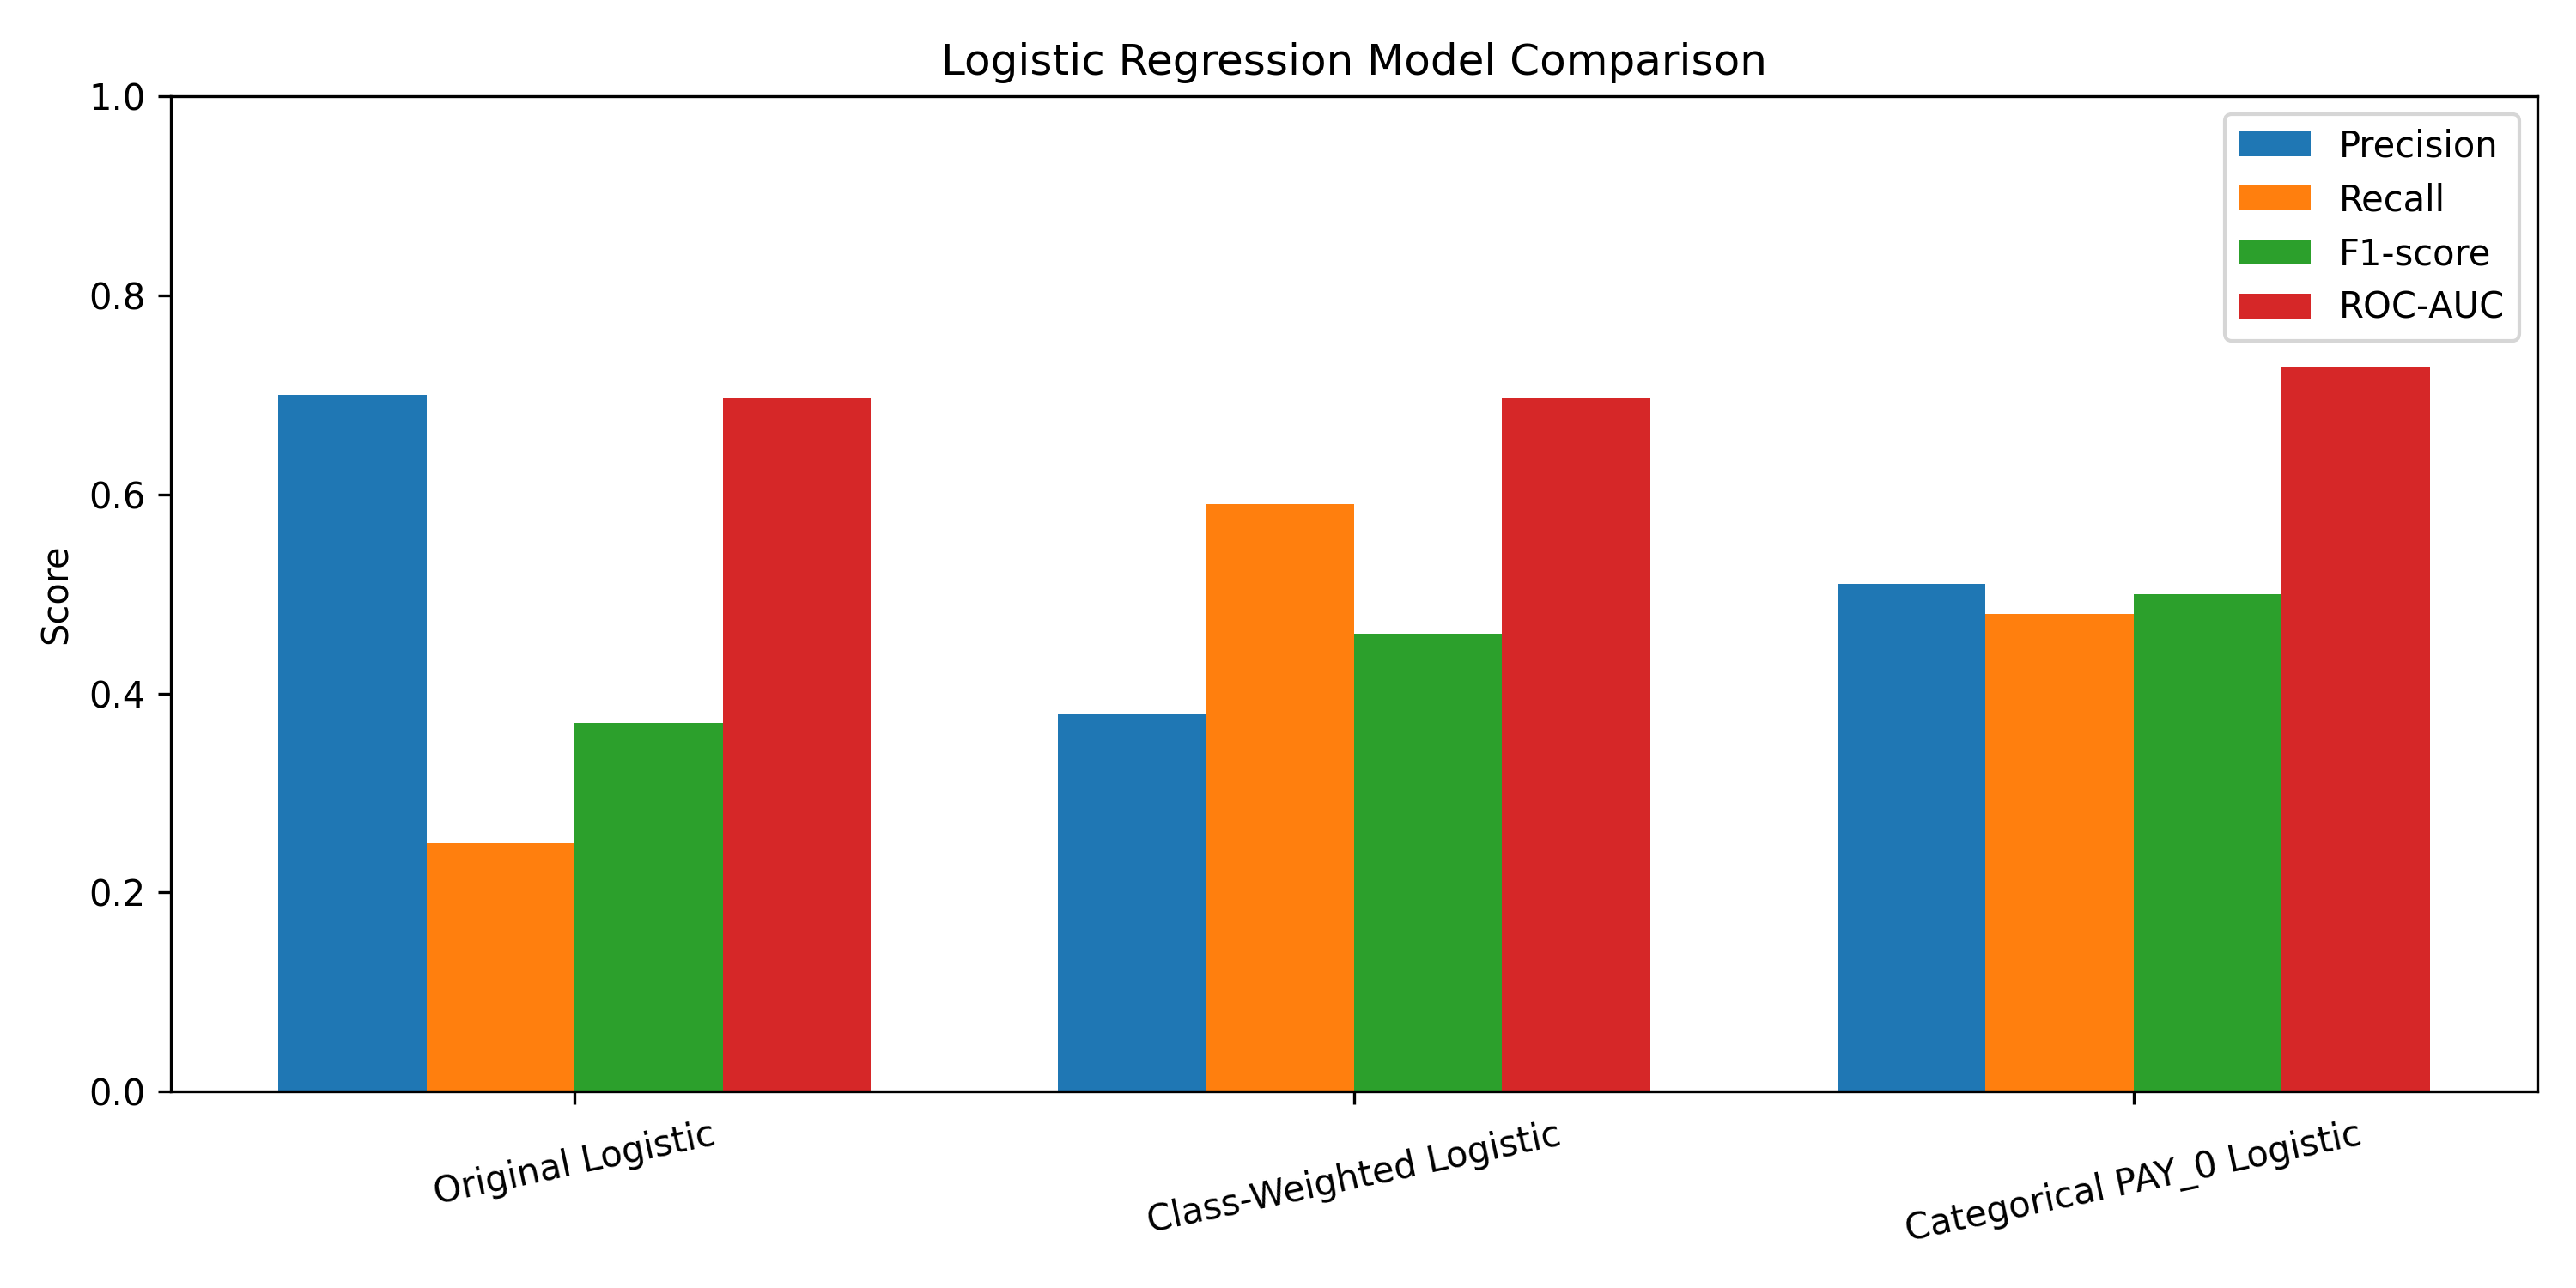 Logistic Regression Model Comparison
1.0
0.8
0.6
0.4
0.2
0.0
Score
Precision
Recall
F1-score
ROC-AUC
Original Logistic
Class-Weighted Logistic
Categorical PAY_0 Logistic